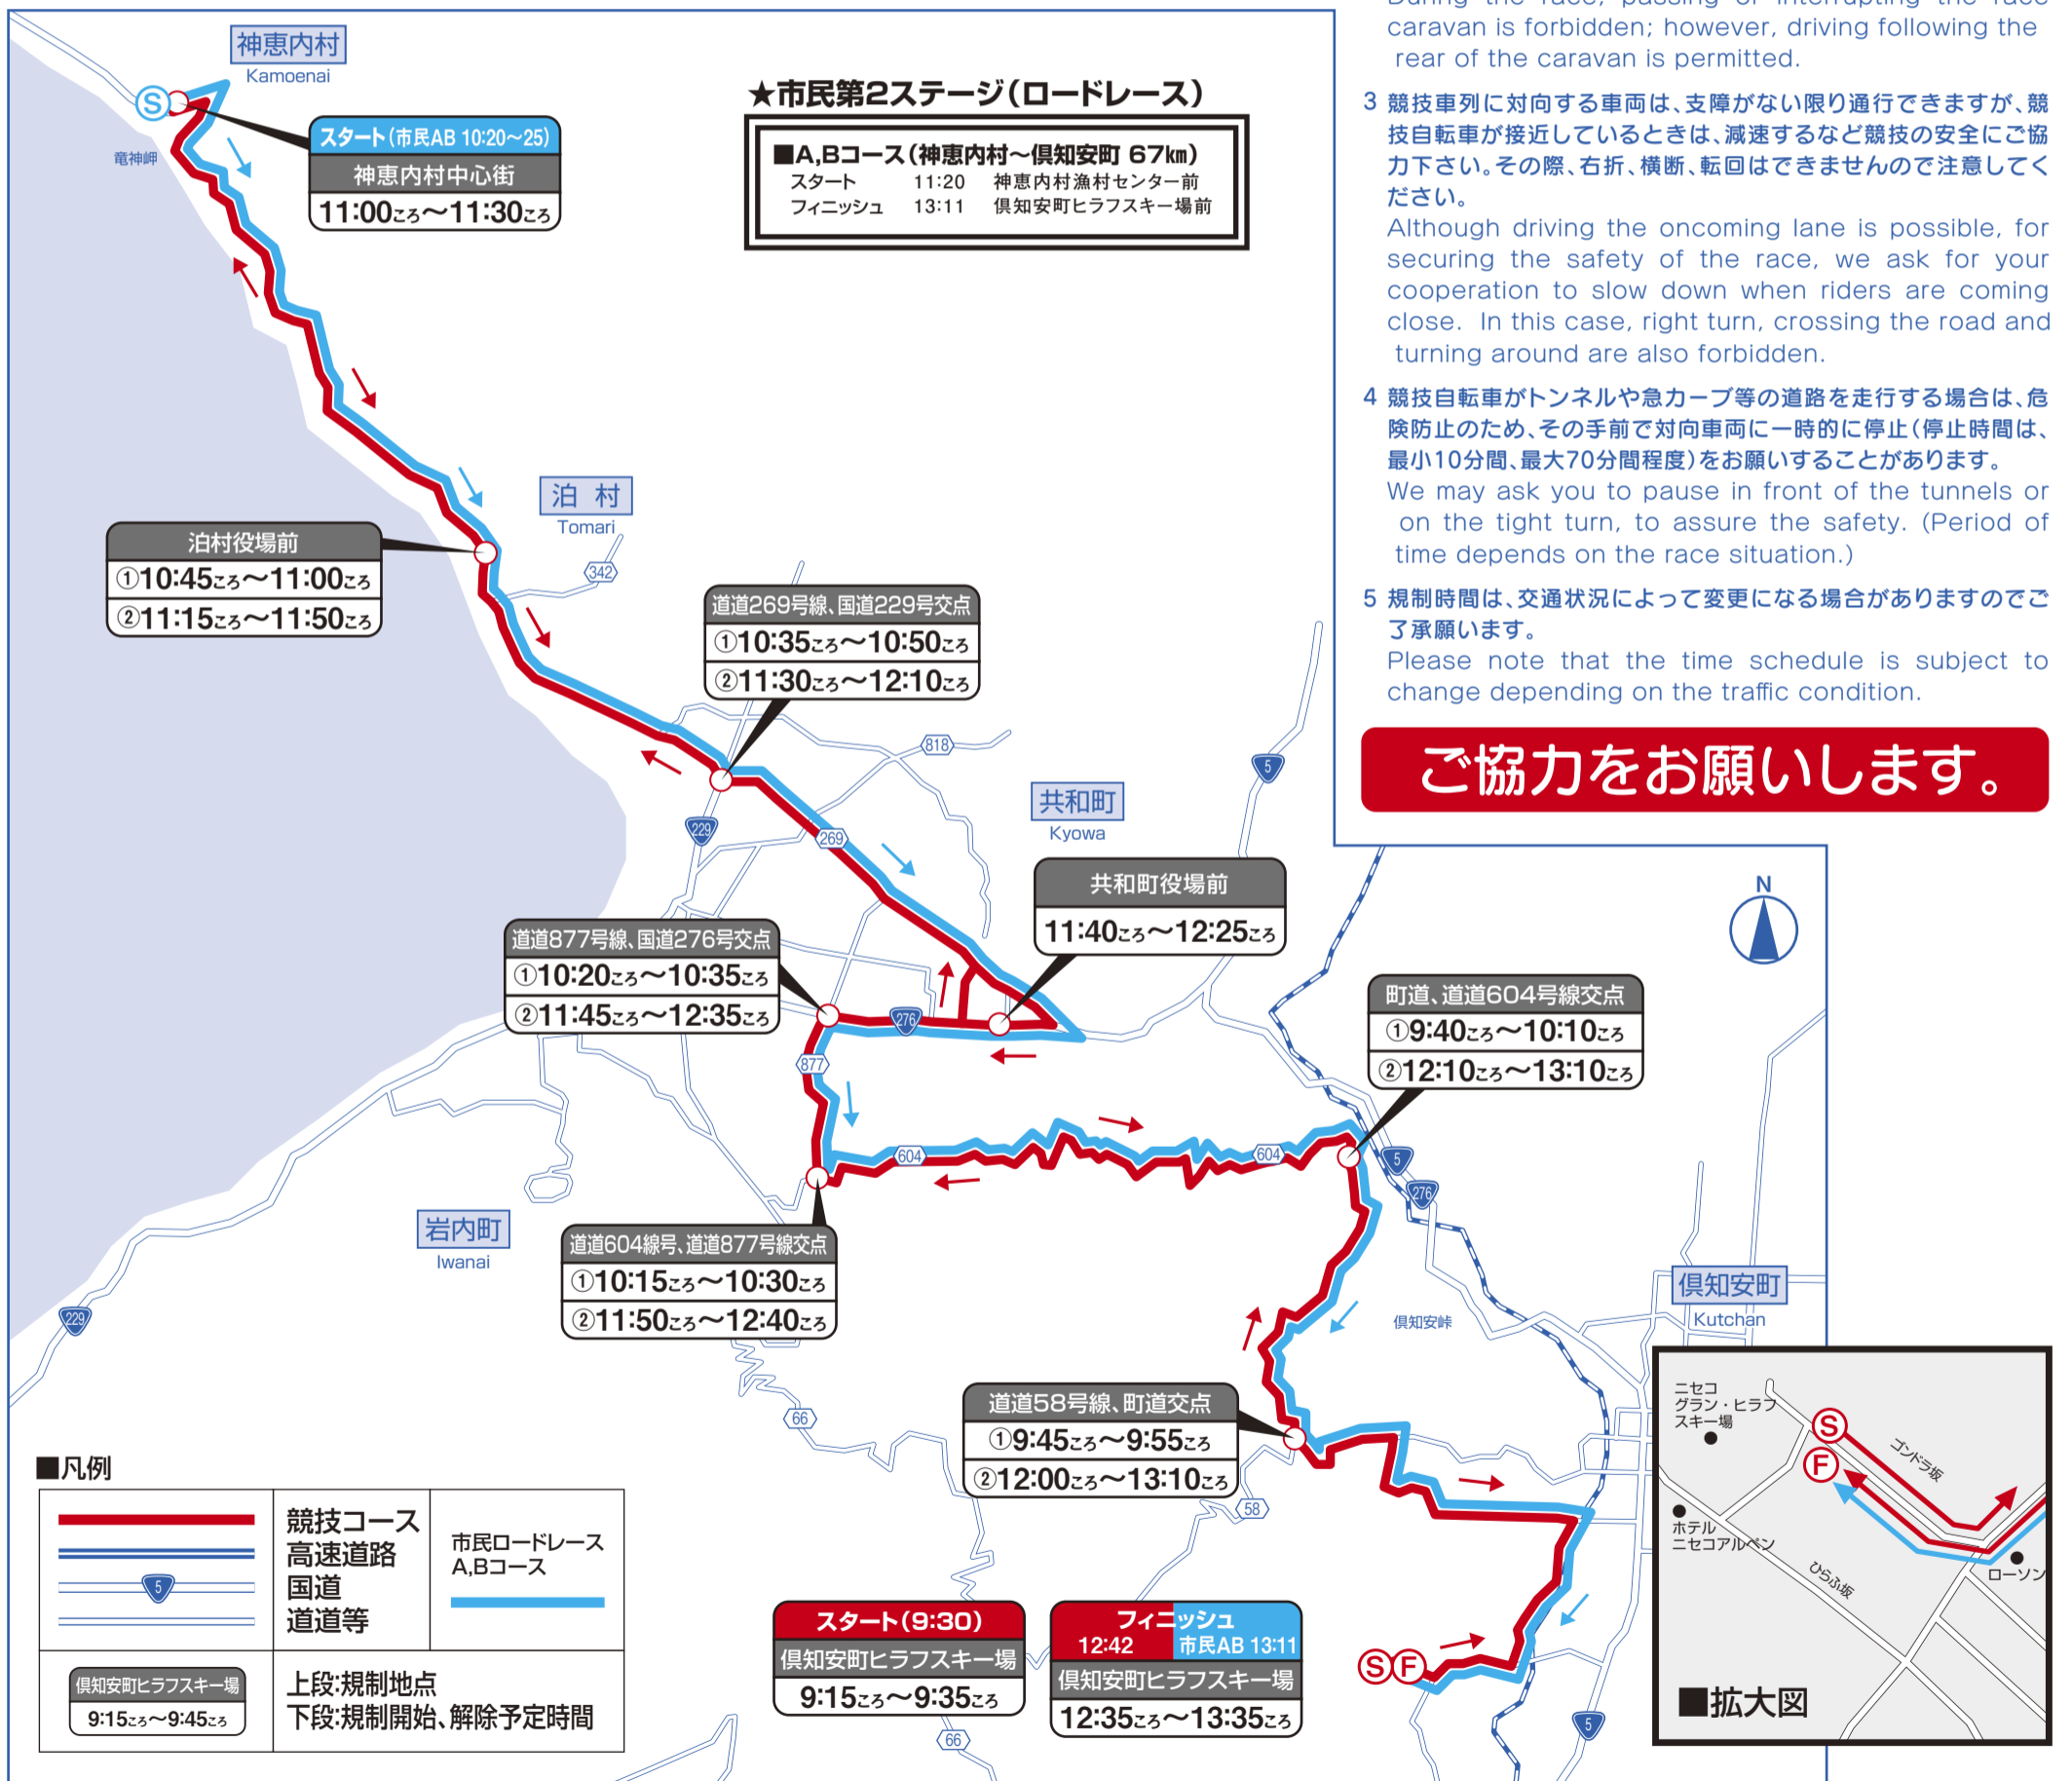 神恵内村
Kamoenai
S
竜神岬
スタート(市民AB 10:20～25)
神恵内村中心街
11:00ころ～11:30ころ
★市民第2ステージ(ロードレース)
■A,Bコース(神恵内村～倶知安町 67km)
スタート 11:20 神恵内村漁村センター前
フィニッシュ 13:11 倶知安町ヒラフスキー場前
caravan is forbidden; however, driving following the
rear of the caravan is permitted.
3 競技車列に対向する車両は、支障がない限り通行できますが、競
技自転車が接近しているときは、減速するなど競技の安全にご協
力下さい。その際、右折、横断、転回はできませんので注意してく
ださい。
Although driving the oncoming lane is possible, for
securing the safety of the race, we ask for your
cooperation to slow down when riders are coming
close. In this case, right turn, crossing the road and
turning around are also forbidden.
4 競技自転車がトンネルや急カーブ等の道路を走行する場合は、危
険防止のため、その手前で対向車両に一時的に停止(停止時間は、
最小10分間、最大70分間程度)をお願いすることがあります。
We may ask you to pause in front of the tunnels or
on the tight turn, to assure the safety. (Period of
time depends on the race situation.)
5 規制時間は、交通状況によって変更になる場合がありますのでご
了承願います。
Please note that the time schedule is subject to
change depending on the traffic condition.
ご協力をお願いします。
泊 村
Tomari
342
泊村役場前
①10:45ころ～11:00ころ
②11:15ころ～11:50ころ
道道269号線、国道229号交点
①10:35ころ～10:50ころ
②11:30ころ～12:10ころ
818
5
229
269
共和町
Kyowa
共和町役場前
11:40ころ～12:25ころ
N
道道877号線、国道276号交点
①10:20ころ～10:35ころ
②11:45ころ～12:35ころ
276
877
町道、道道604号線交点
①9:40ころ～10:10ころ
②12:10ころ～13:10ころ
604
604
5
276
岩内町
Iwanai
229
道道604線号、道道877号線交点
①10:15ころ～10:30ころ
②11:50ころ～12:40ころ
倶知安町
Kutchan
倶知安峠
66
道道58号線、町道交点
①9:45ころ～9:55ころ
②12:00ころ～13:10ころ
58
ニセコ
グラン・ヒラフ
スキー場
S
F
ゴンドラ坂
ホテル
ニセコアルペン
ひらふ坂
ローソン
■拡大図
■凡例
競技コース
高速道路
国道
道道等
5
市民ロードレース
A,Bコース
倶知安町ヒラフスキー場
9:15ころ～9:45ころ
上段:規制地点
下段:規制開始、解除予定時間
スタート(9:30)
倶知安町ヒラフスキー場
9:15ころ～9:35ころ
フィニッシュ
12:42 市民AB 13:11
倶知安町ヒラフスキー場
12:35ころ～13:35ころ
S F
66
5